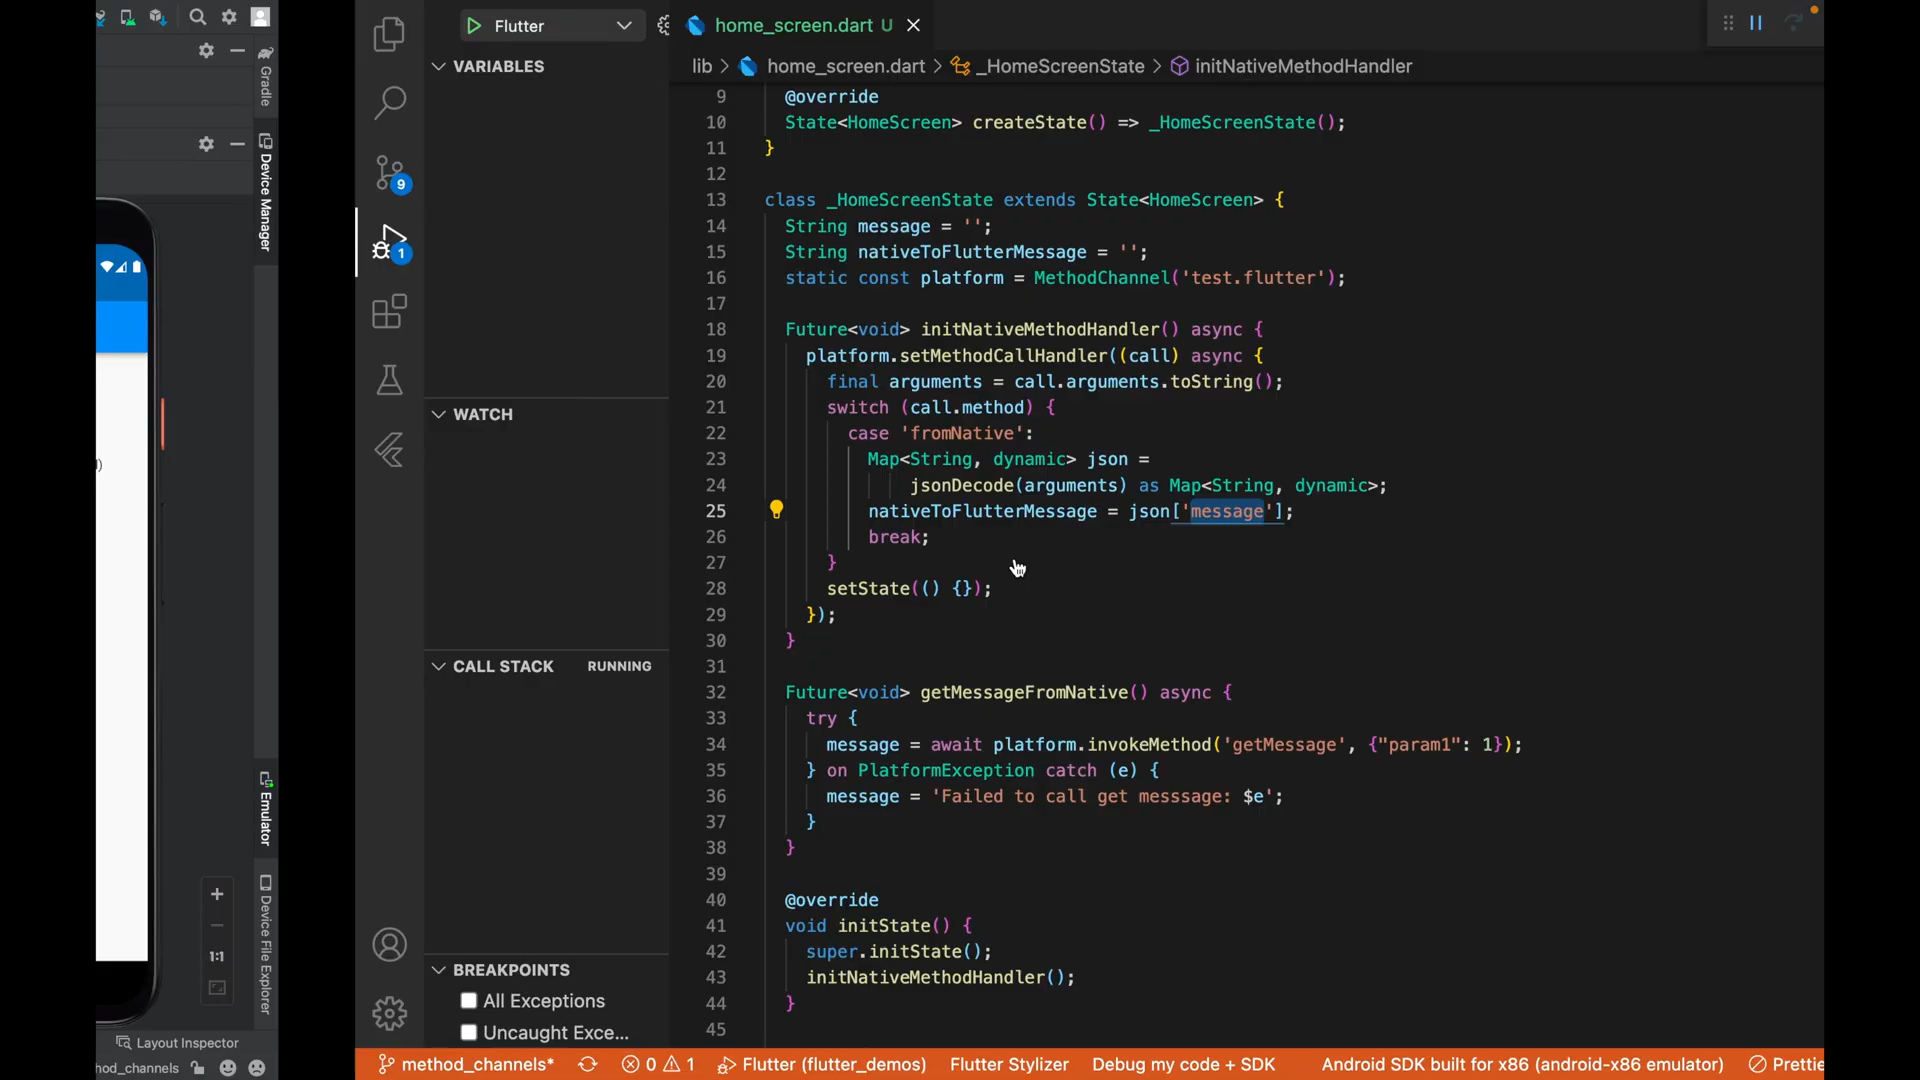 Flutter
home_screen.dart U
VARIABLES
lib > home_screen.dart > _HomeScreenState > initNativeMethodHandler
Gradle
Device Manager
9
1
9 @override
10 State<HomeScreen> createState() => _HomeScreenState();
11 }
12
13 class _HomeScreenState extends State<HomeScreen> {
14 String message = '';
15 String nativeToFlutterMessage = '';
16 static const platform = MethodChannel('test.flutter');
17
18 Future<void> initNativeMethodHandler() async {
19 platform.setMethodCallHandler((call) async {
20 final arguments = call.arguments.toString();
21 switch (call.method) {
22 case 'fromNative':
23 Map<String, dynamic> json =
24 jsonDecode(arguments) as Map<String, dynamic>;
25 nativeToFlutterMessage = json['message'];
26 break;
27 }
28 setState(() {});
29 });
30 }
31
32 Future<void> getMessageFromNative() async {
33 try {
34 message = await platform.invokeMethod('getMessage', {"param1": 1});
35 } on PlatformException catch (e) {
36 message = 'Failed to call get messsage: $e';
37 }
38 }
39
40 @override
41 void initState() {
42 super.initState();
43 initNativeMethodHandler();
44 }
45
WATCH
CALL STACK RUNNING
BREAKPOINTS
All Exceptions
Uncaught Exce...
Emulator
Device File Explorer
1:1
Layout Inspector
hod_channels
method_channels* 0 1 Flutter (flutter_demos) Flutter Stylizer Debug my code + SDK Android SDK built for x86 (android-x86 emulator) Prettie